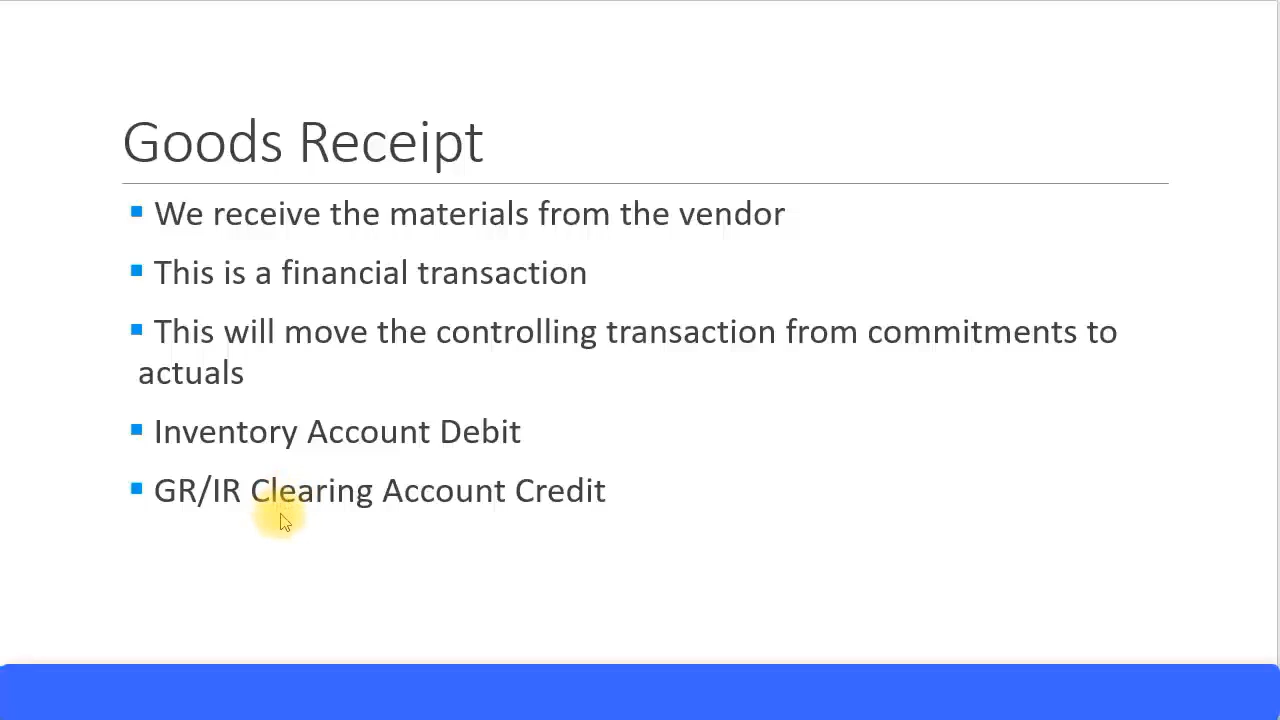 Goods Receipt
We receive the materials from the vendor
This is a financial transaction
This will move the controlling transaction from commitments to
actuals
Inventory Account Debit
GR/IR Clearing Account Credit